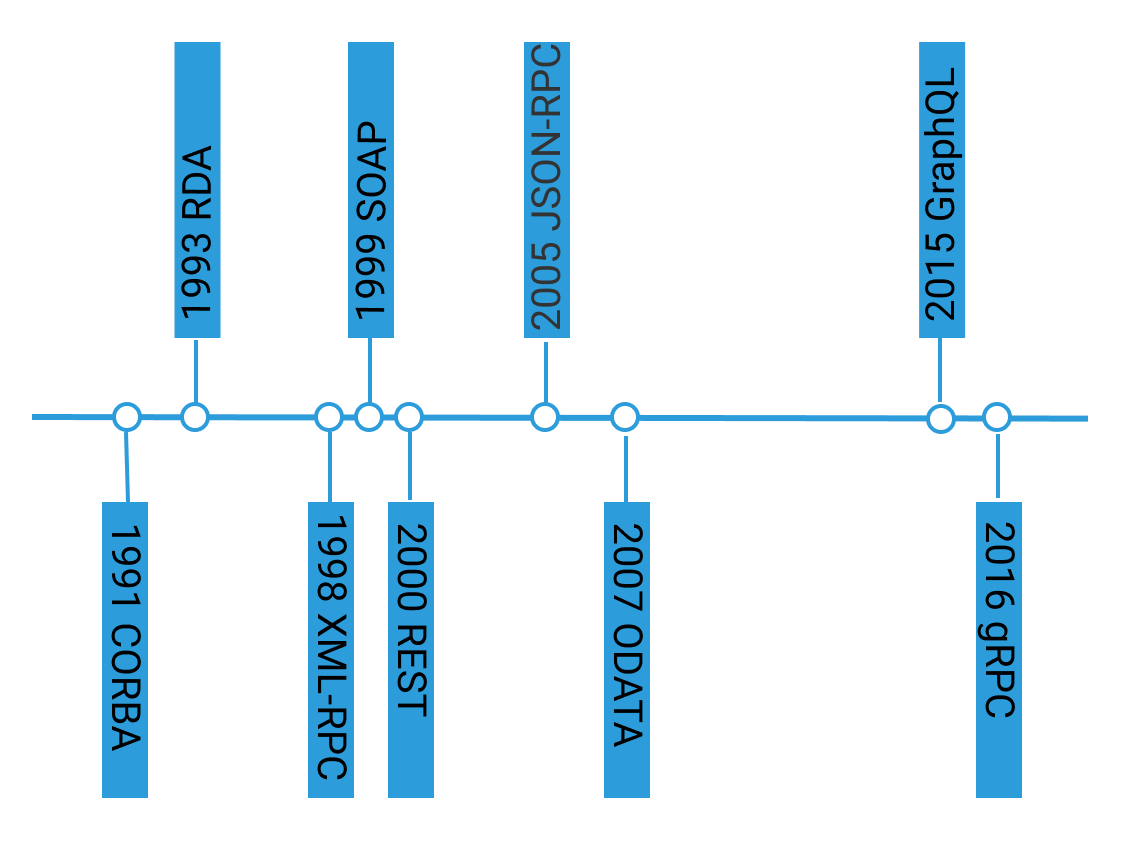 1993 RDA
1999 SOAP
2005 JSON-RPC
2015 GraphQL
1991 CORBA
1998 XML-RPC
2000 REST
2007 ODATA
2016 gRPC